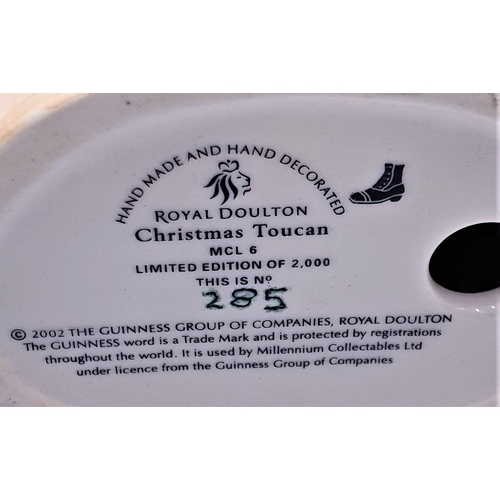 HAND MADE AND HAND DECORATED
ROYAL DOULTON
Christmas Toucan
MCL 6
LIMITED EDITION OF 2,000
THIS IS Nº
285
© 2002 THE GUINNESS GROUP OF COMPANIES, ROYAL DOULTON
The GUINNESS word is a Trade Mark and is protected by registrations
throughout the world. It is used by Millennium Collectables Ltd
under licence from the Guinness Group of Companies